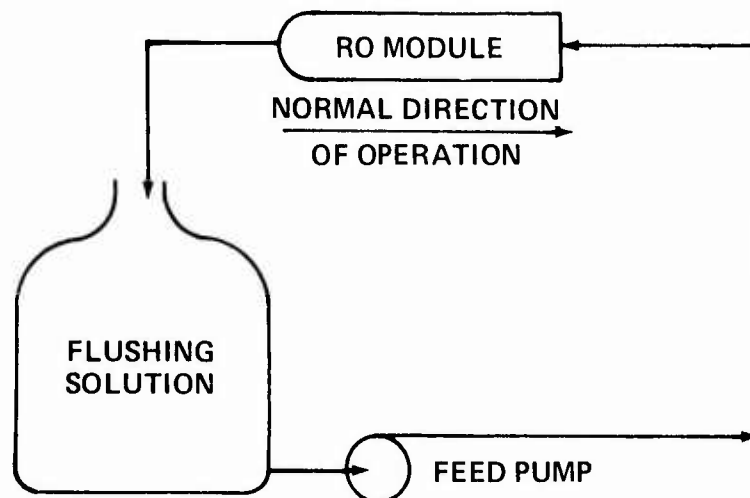 RO MODULE
NORMAL DIRECTION
OF OPERATION
FLUSHING
SOLUTION
FEED PUMP